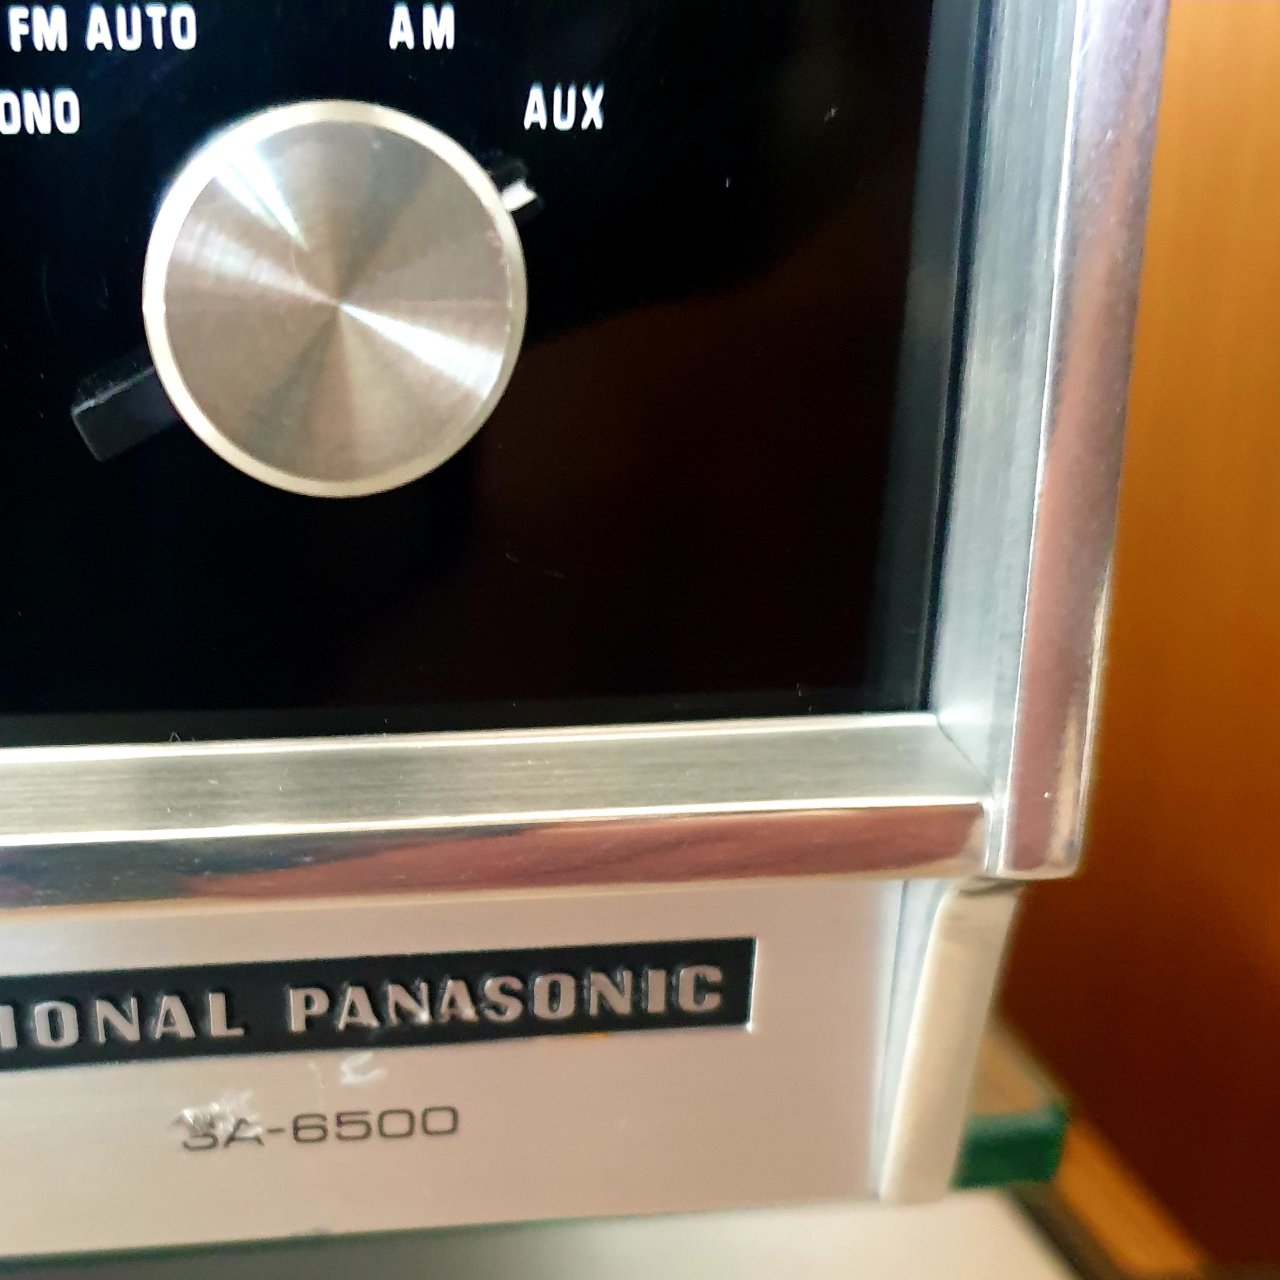 FM AUTO AM
ONO AUX
IONAL PANASONIC
SA-6500